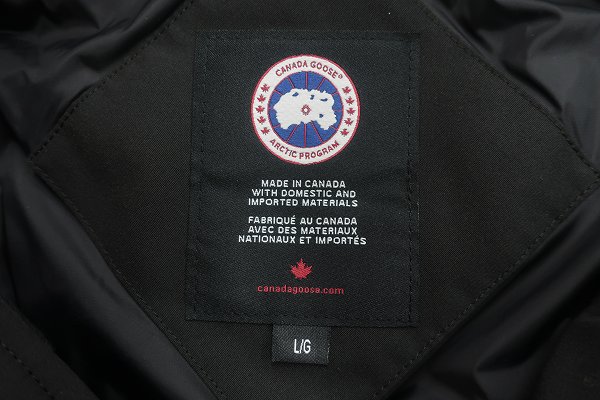 CANADA GOOSE®
ARCTIC PROGRAM
MADE IN CANADA
WITH DOMESTIC AND
IMPORTED MATERIALS
FABRIQUÉ AU CANADA
AVEC DES MATERIAUX
NATIONAUX ET IMPORTÉS
canadagoose.com
L/G